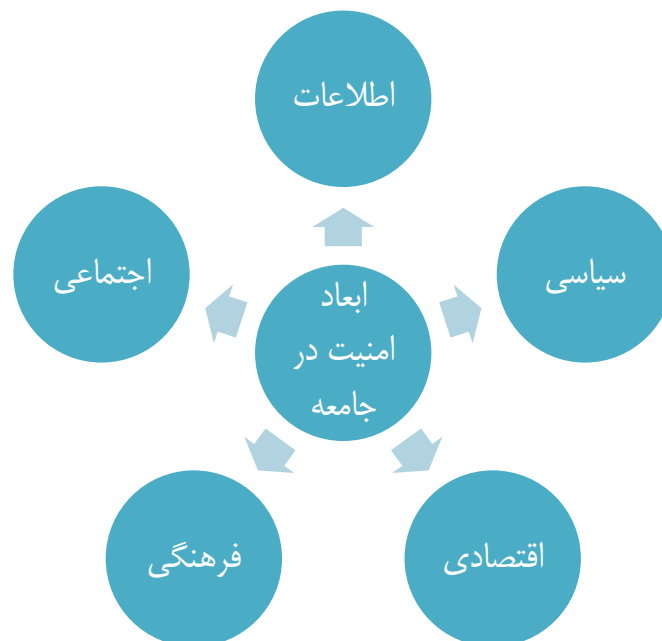 اطلاعات
سیاسی
اجتماعی
ابعاد
امنیت در
جامعه
اقتصادی
فرهنگی